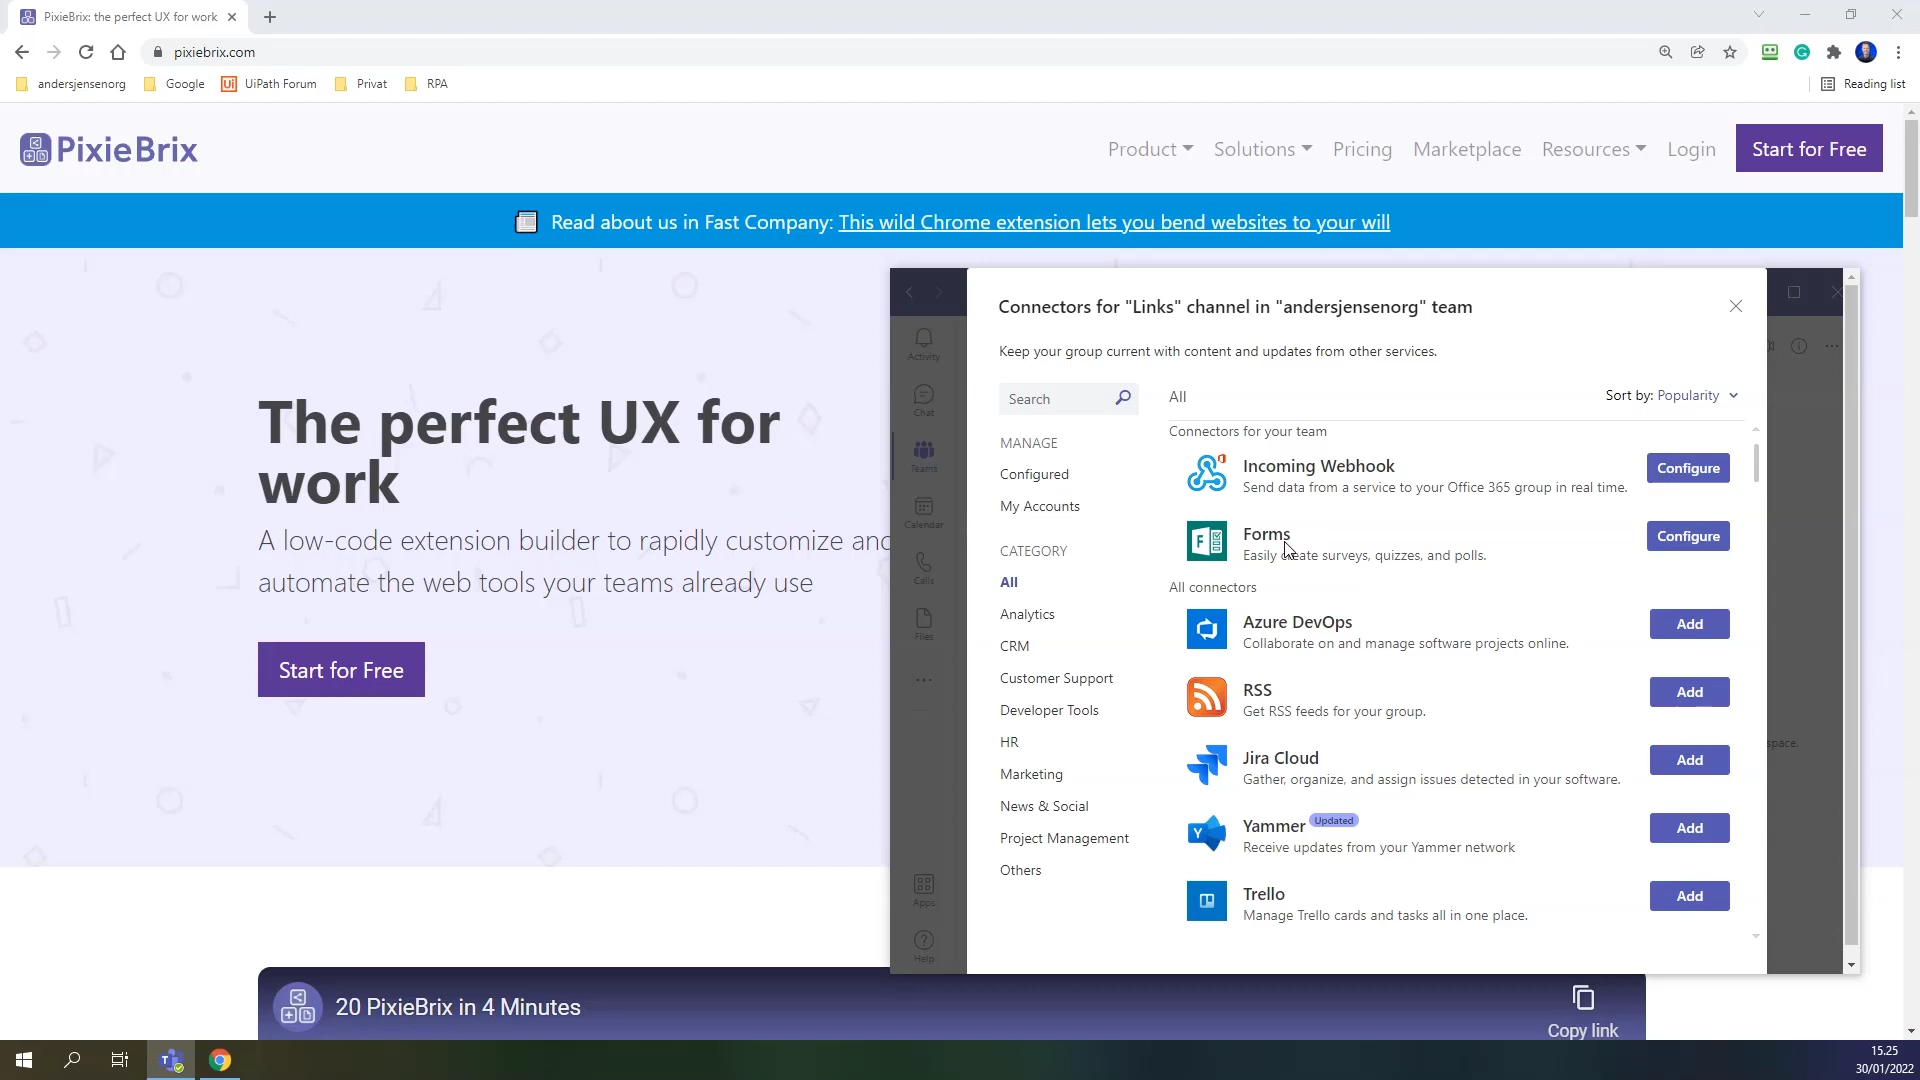 PixieBrix: the perfect UX for work
pixiebrix.com
andersjensenorg
Google
Ui
UiPath Forum
Privat
RPA
Reading list
PixieBrix
Product
Solutions
Pricing
Marketplace
Resources
Login
Start for Free
Read about us in Fast Company: This wild Chrome extension lets you bend websites to your will
The perfect UX for
work
A low-code extension builder to rapidly customize and
automate the web tools your teams already use
Start for Free
Activity
Chat
Teams
Calendar
Calls
Files
Apps
Help
Connectors for "Links" channel in "andersjensenorg" team
Keep your group current with content and updates from other services.
Search
All
Sort by: Popularity
MANAGE
Configured
My Accounts
CATEGORY
All
Analytics
CRM
Customer Support
Developer Tools
HR
Marketing
News & Social
Project Management
Others
Connectors for your team
Incoming Webhook
Send data from a service to your Office 365 group in real time.
Configure
Forms
Easily create surveys, quizzes, and polls.
Configure
All connectors
Azure DevOps
Collaborate on and manage software projects online.
Add
RSS
Get RSS feeds for your group.
Add
Jira Cloud
Gather, organize, and assign issues detected in your software.
Add
Yammer Updated
Receive updates from your Yammer network
Add
Trello
Manage Trello cards and tasks all in one place.
Add
space.
20 PixieBrix in 4 Minutes
Copy link
15.25
30/01/2022